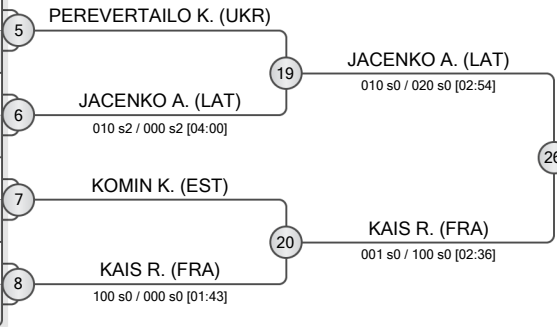 PEREVERTAILO K. (UKR)
5
19
JACENKO A. (LAT)
010 s0 / 020 s0 [02:54]
JACENKO A. (LAT)
6
010 s2 / 000 s2 [04:00]
26
KOMIN K. (EST)
7
20
KAIS R. (FRA)
001 s0 / 100 s0 [02:36]
KAIS R. (FRA)
8
100 s0 / 000 s0 [01:43]